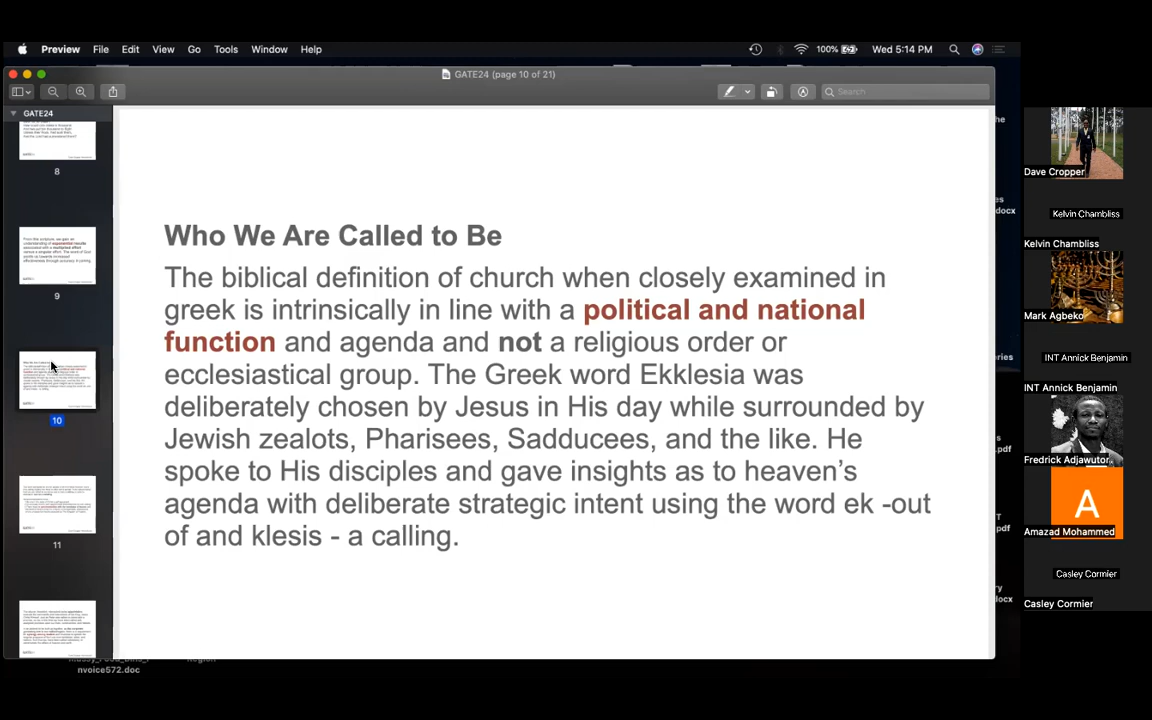 Preview File Edit View Go Tools Window Help 100% Wed 5:14 PM
GATE24 (page 10 of 21)
Search
GATE24
8
9
10
11
Who We Are Called to Be
The biblical definition of church when closely examined in
greek is intrinsically in line with a political and national
function and agenda and not a religious order or
ecclesiastical group. The Greek word Ekklesia was
deliberately chosen by Jesus in His day while surrounded by
Jewish zealots, Pharisees, Sadducees, and the like. He
spoke to His disciples and gave insights as to heaven's
agenda with deliberate strategic intent using the word ek -out
of and klesis - a calling.
nvoice572.doc
Dave Cropper
Kelvin Chambliss
Kelvin Chambliss
Mark Agbeko
INT Annick Benjamin
INT Annick Benjamin
Fredrick Adjawutor
A
Amazad Mohammed
Casley Cormier
Casley Cormier